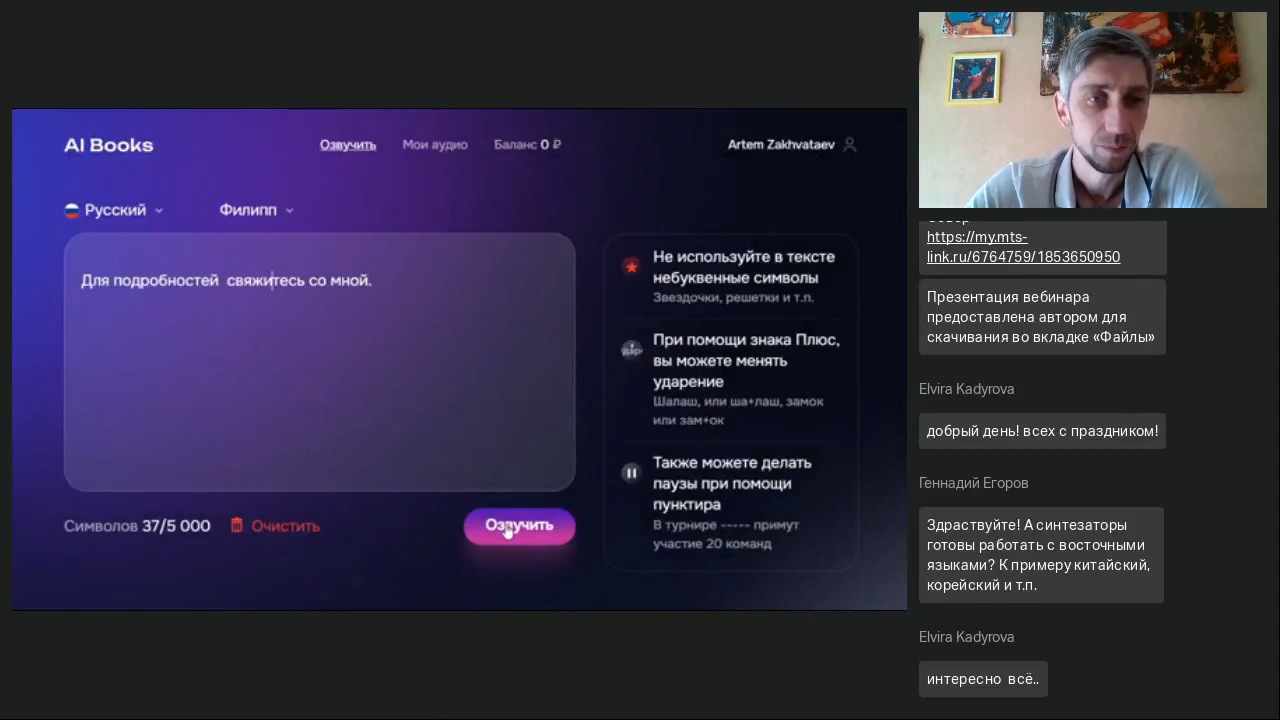 AI Books
Озвучить
Мои аудио
Баланс 0 ₽
Artem Zakhvataev
Русский
Филипп
Для подробностей  свяжитесь со мной.
Символов 37/5 000
Очистить
Озвучить
Не используйте в тексте
небуквенные символы
Звездочки, решетки и т.п.
При помощи знака Плюс,
вы можете менять
ударение
Шалаш, или ша+лаш, замок
или зам+ок
Также можете делать
паузы при помощи
пунктира
В турнире ----- примут
участие 20 команд
https://my.mts-
link.ru/6764759/1853650950
Презентация вебинара
предоставлена автором для
скачивания во вкладке «Файлы»
Elvira Kadyrova
добрый день! всех с праздником!
Геннадий Егоров
Здраствуйте! А синтезаторы
готовы работать с восточными
языками? К примеру китайский,
корейский и т.п.
Elvira Kadyrova
интересно  всё..